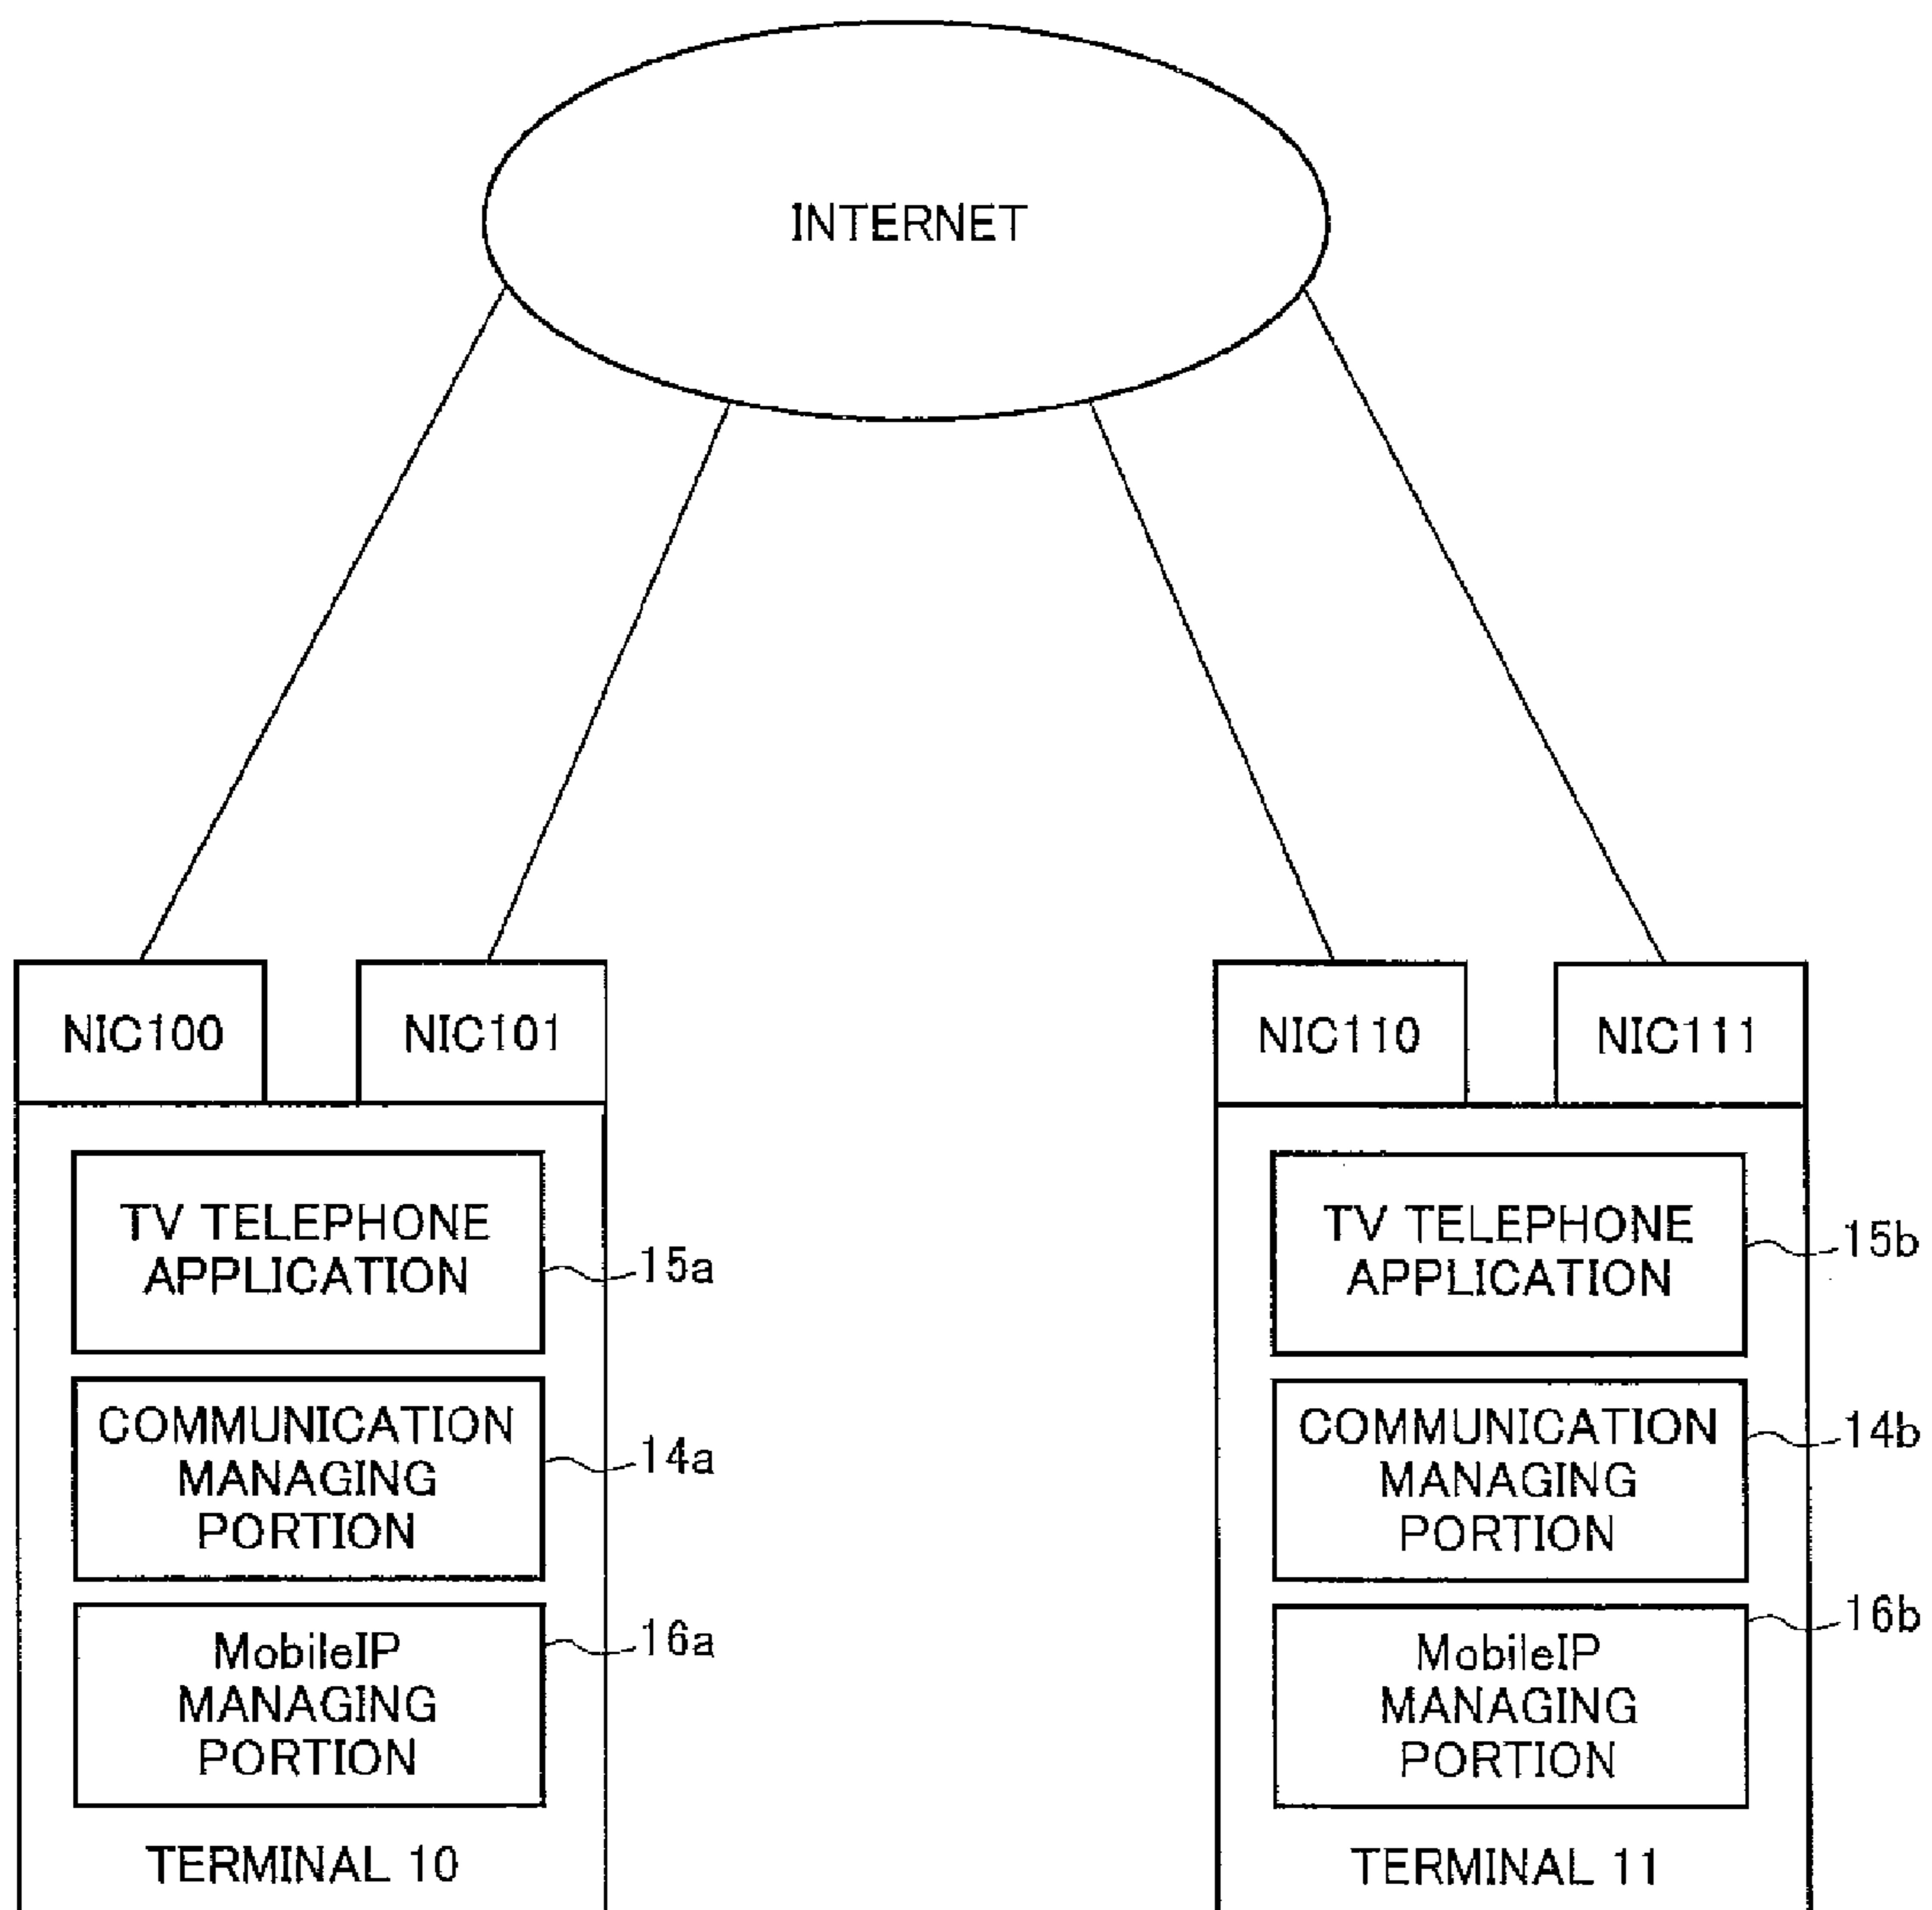 INTERNET
NIC100
NIC101
NIC110
NIC111
TV TELEPHONE
APPLICATION
15a
COMMUNICATION
MANAGING
PORTION
14a
MobileIP
MANAGING
PORTION
16a
TERMINAL 10
TV TELEPHONE
APPLICATION
15b
COMMUNICATION
MANAGING
PORTION
14b
MobileIP
MANAGING
PORTION
16b
TERMINAL 11